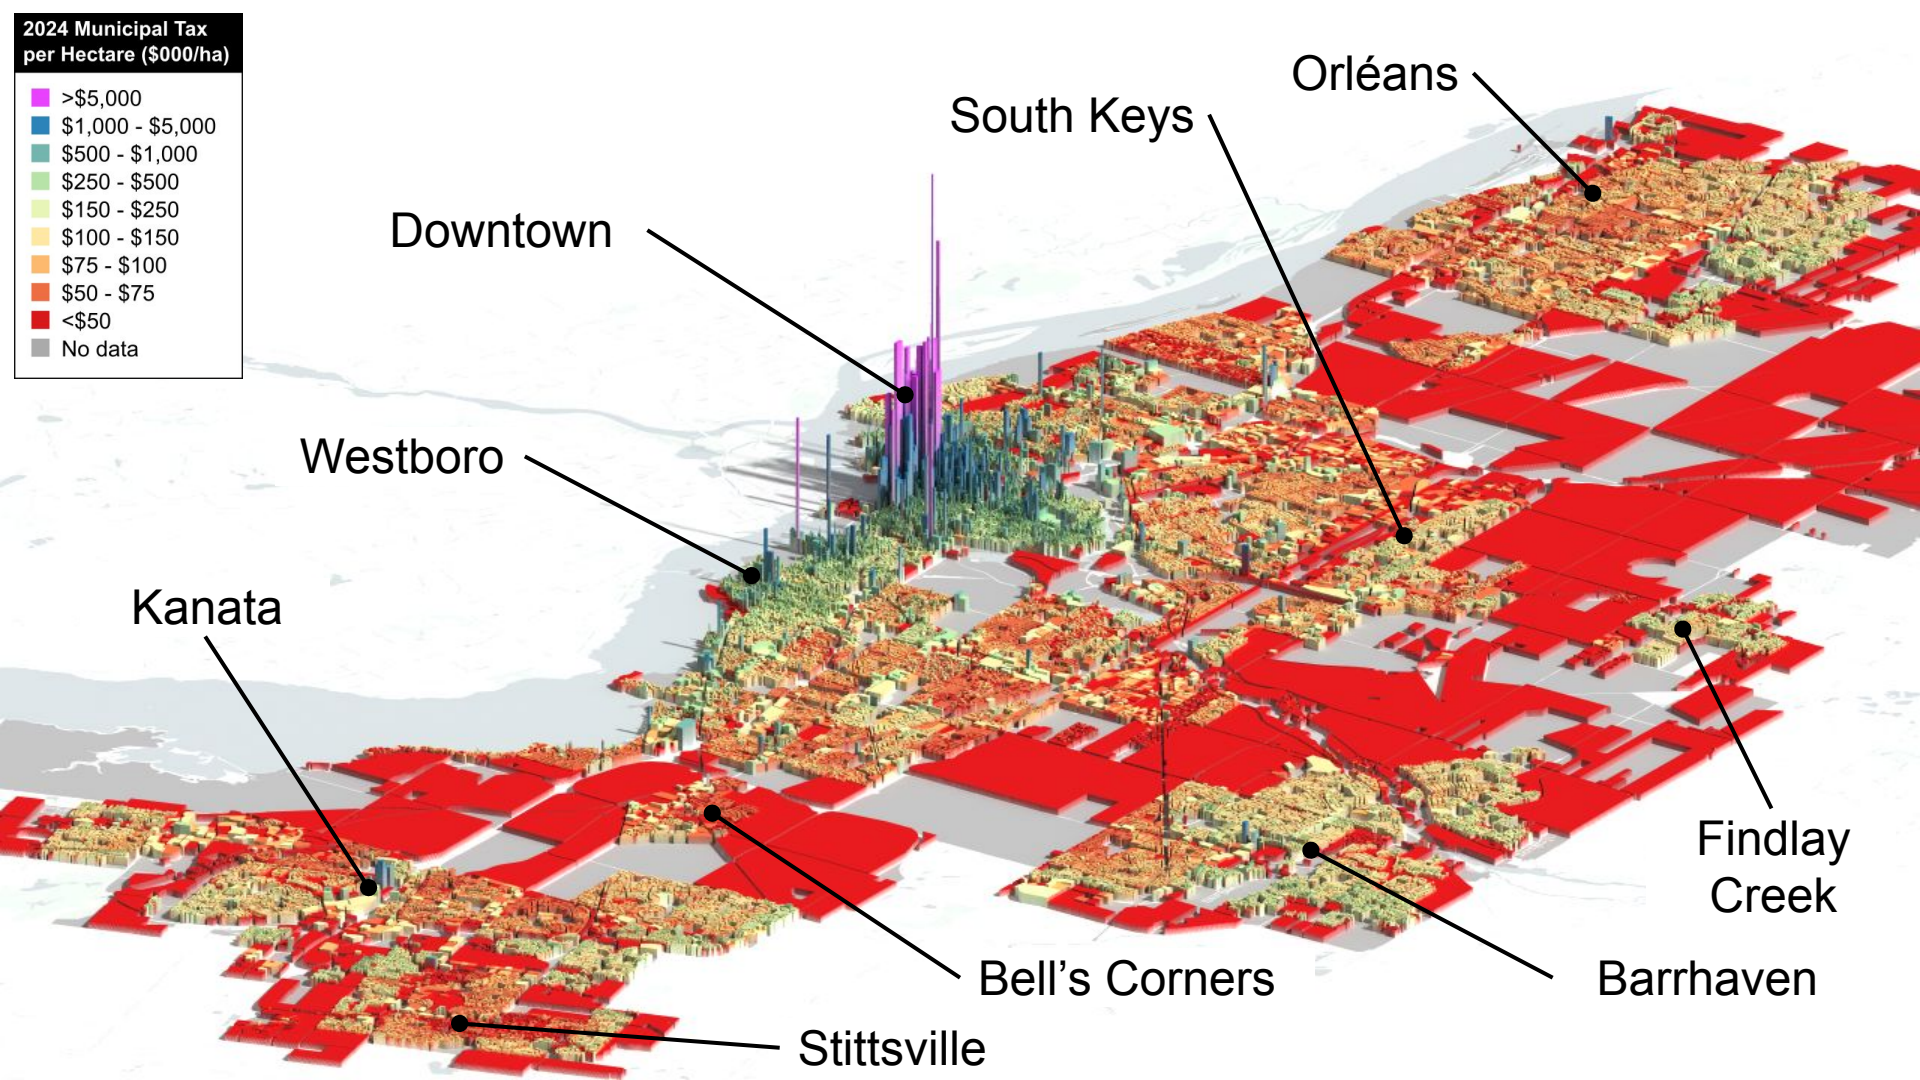 2024 Municipal Tax
per Hectare ($000/ha)
>$5,000
$1,000 - $5,000
$500 - $1,000
$250 - $500
$150 - $250
$100 - $150
$75 - $100
$50 - $75
<$50
No data
Orléans
South Keys
Downtown
Westboro
Kanata
Findlay
Creek
Bell’s Corners
Barrhaven
Stittsville